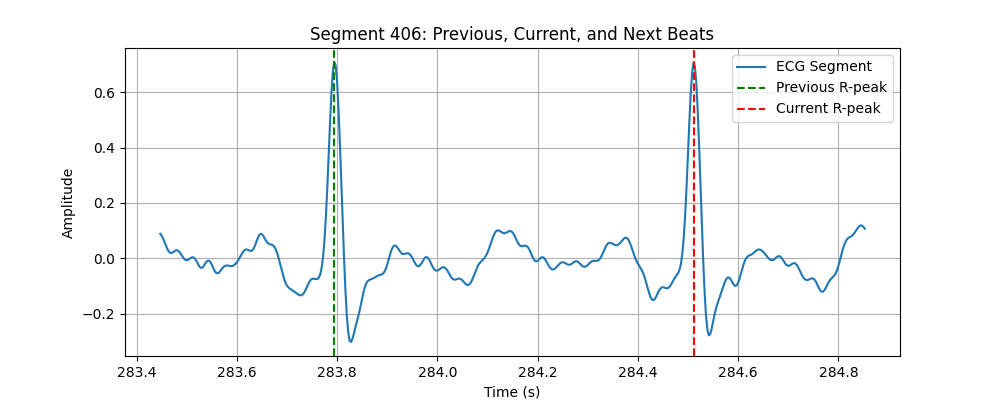 Segment 406: Previous, Current, and Next Beats
ECG Segment
Previous R-peak
Current R-peak
Amplitude
0.6
0.4
0.2
0.0
−0.2
283.4 283.6 283.8 284.0 284.2 284.4 284.6 284.8
Time (s)